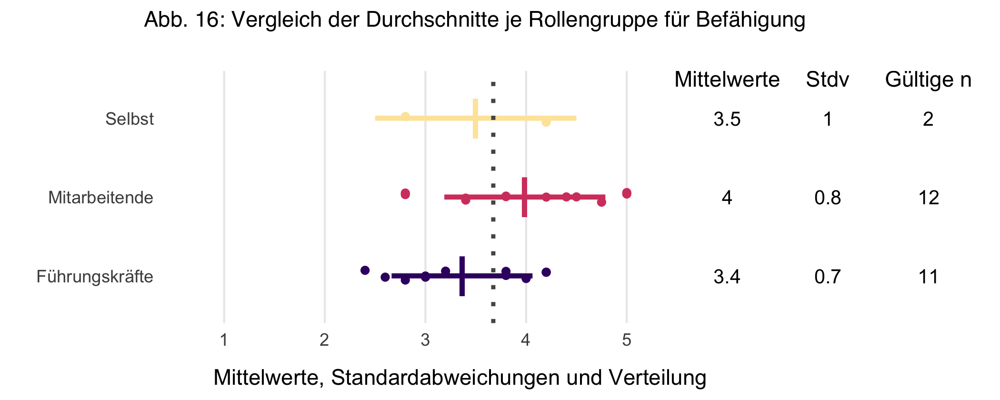 Abb. 16: Vergleich der Durchschnitte je Rollengruppe für Befähigung
Mittelwerte Stdv Gültige n
Selbst 3.5 1 2
Mitarbeitende 4 0.8 12
Führungskräfte 3.4 0.7 11
1 2 3 4 5
Mittelwerte, Standardabweichungen und Verteilung